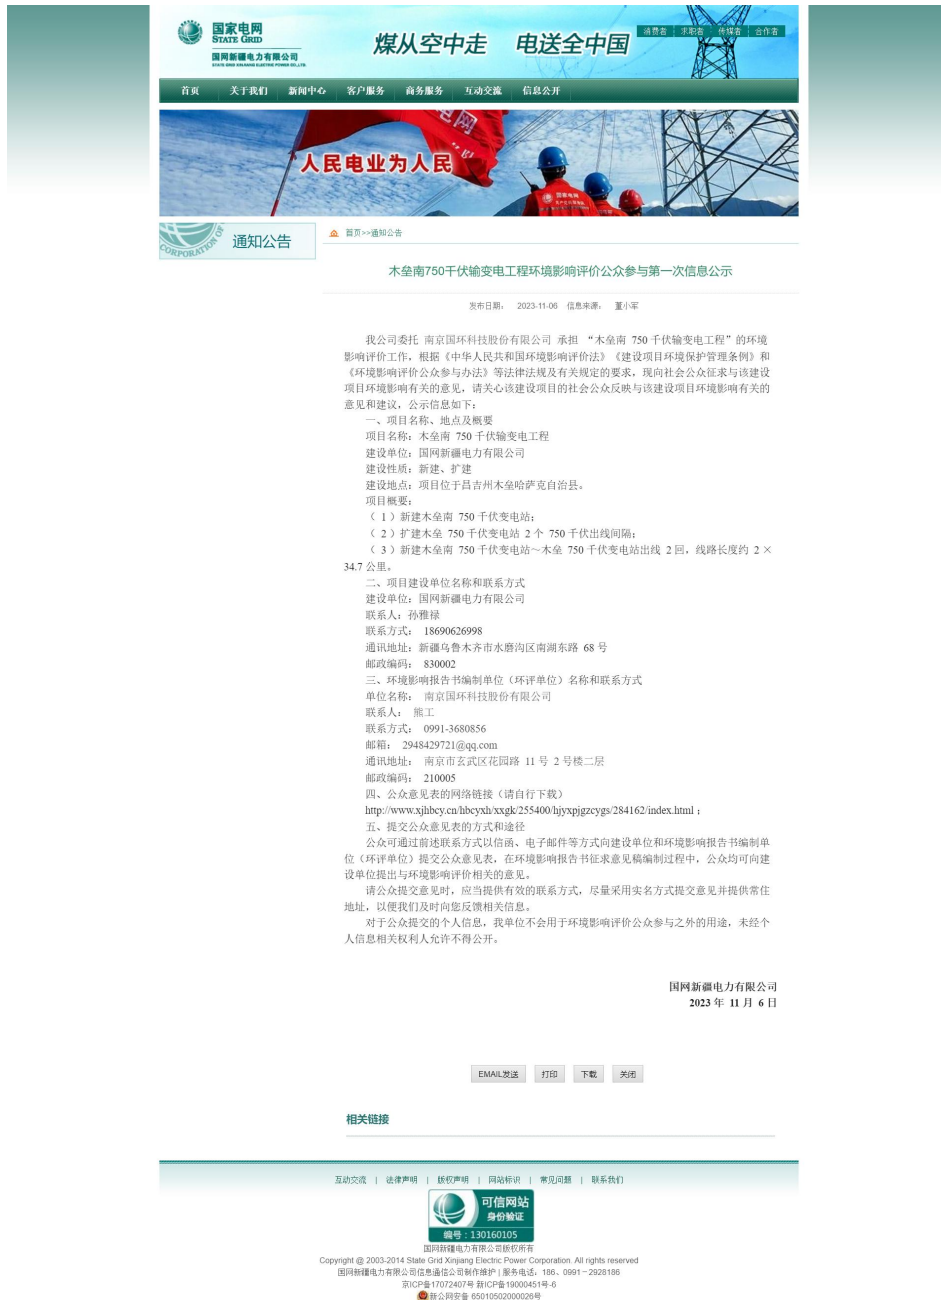 国家电网
STATE GRID
国网新疆电力有限公司
STATE GRID XINJIANG ELECTRIC POWER CO.,LTD.
煤从空中走 电送全中国
消费者 求职者 传媒者 合作者
首页 关于我们 新闻中心 客户服务 商务服务 互动交流 信息公开
人民电业为人民
国家电网
CORPORATION OF
通知公告
首页>>通知公告
木垒南750千伏输变电工程环境影响评价公众参与第一次信息公示
发布日期： 2023-11-06 信息来源： 董小军
我公司委托 南京国环科技股份有限公司 承担 “木垒南 750 千伏输变电工程”的环境
影响评价工作，根据《中华人民共和国环境影响评价法》《建设项目环境保护管理条例》和
《环境影响评价公众参与办法》等法律法规及有关规定的要求，现向社会公众征求与该建设
项目环境影响有关的意见，请关心该建设项目的社会公众反映与该建设项目环境影响有关的
意见和建议，公示信息如下：
一、项目名称、地点及概要
项目名称：木垒南 750 千伏输变电工程
建设单位：国网新疆电力有限公司
建设性质：新建、扩建
建设地点：项目位于昌吉州木垒哈萨克自治县。
项目概要：
（ 1 ）新建木垒南 750 千伏变电站；
（ 2 ）扩建木垒 750 千伏变电站 2 个 750 千伏出线间隔；
（ 3 ）新建木垒南 750 千伏变电站～木垒 750 千伏变电站出线 2 回，线路长度约 2 ×
34.7 公里。
二、项目建设单位名称和联系方式
建设单位：国网新疆电力有限公司
联系人：孙雅禄
联系方式： 18690626998
通讯地址：新疆乌鲁木齐市水磨沟区南湖东路 68 号
邮政编码： 830002
三、环境影响报告书编制单位（环评单位）名称和联系方式
单位名称： 南京国环科技股份有限公司
联系人： 熊工
联系方式： 0991-3680856
邮箱： 2948429721@qq.com
通讯地址： 南京市玄武区花园路 11 号 2 号楼二层
邮政编码： 210005
四、公众意见表的网络链接（请自行下载）
http://www.xjhbcy.cn/hbcyxh/xxgk/255400/hjyxpjgzcygs/284162/index.html ；
五、提交公众意见表的方式和途径
公众可通过前述联系方式以信函、电子邮件等方式向建设单位和环境影响报告书编制单
位（环评单位）提交公众意见表，在环境影响报告书征求意见稿编制过程中，公众均可向建
设单位提出与环境影响评价相关的意见。
请公众提交意见时，应当提供有效的联系方式，尽量采用实名方式提交意见并提供常住
地址，以便我们及时向您反馈相关信息。
对于公众提交的个人信息，我单位不会用于环境影响评价公众参与之外的用途，未经个
人信息相关权利人允许不得公开。
国网新疆电力有限公司
2023 年 11 月 6 日
EMAIL发送 打印 下载 关闭
相关链接
互动交流 | 法律声明 | 版权声明 | 网站标识 | 常见问题 | 联系我们
可信网站
身份验证
编号：130160105
国网新疆电力有限公司版权所有
Copyright @ 2003-2014 State Grid Xinjiang Electric Power Corporation. All rights reserved
国网新疆电力有限公司信息通信公司制作维护 | 服务电话：186、0991－2928186
京ICP备17072407号 新ICP备19000451号-6
新公网安备 65010502000026号